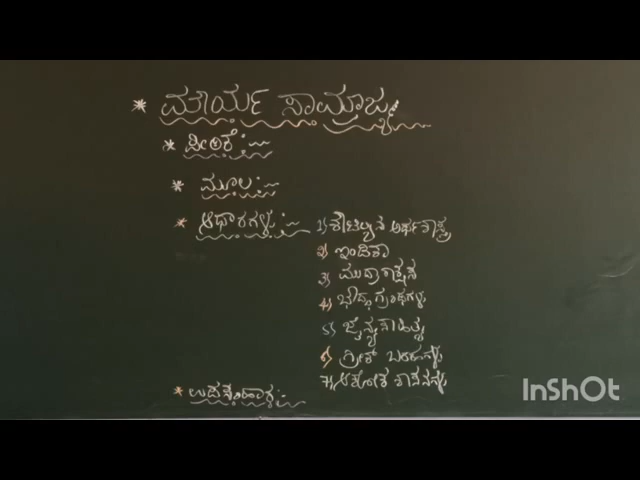 * ಮೌರ್ಯ ಸಾಮ್ರಾಜ್ಯ
* ಪೀಠಿಕೆ :-
* ಮೂಲ :-
* ಆಧಾರಗಳು :- 1) ಕೌಟಿಲ್ಯನ ಅರ್ಥಶಾಸ್ತ್ರ
2) ಇಂಡಿಕಾ
3) ಮುದ್ರಾರಾಕ್ಷಸ
4) ಬೌದ್ಧ ಗ್ರಂಥಗಳು
5) ಜೈನ್ಯ ಸಾಹಿತ್ಯ
6) ಗ್ರೀಕ್ ಬರಹಗಳು
7) ಅಶೋಕನ ಶಾಸನಗಳು
* ಉಪಸಂಹಾರ :-
InShOt